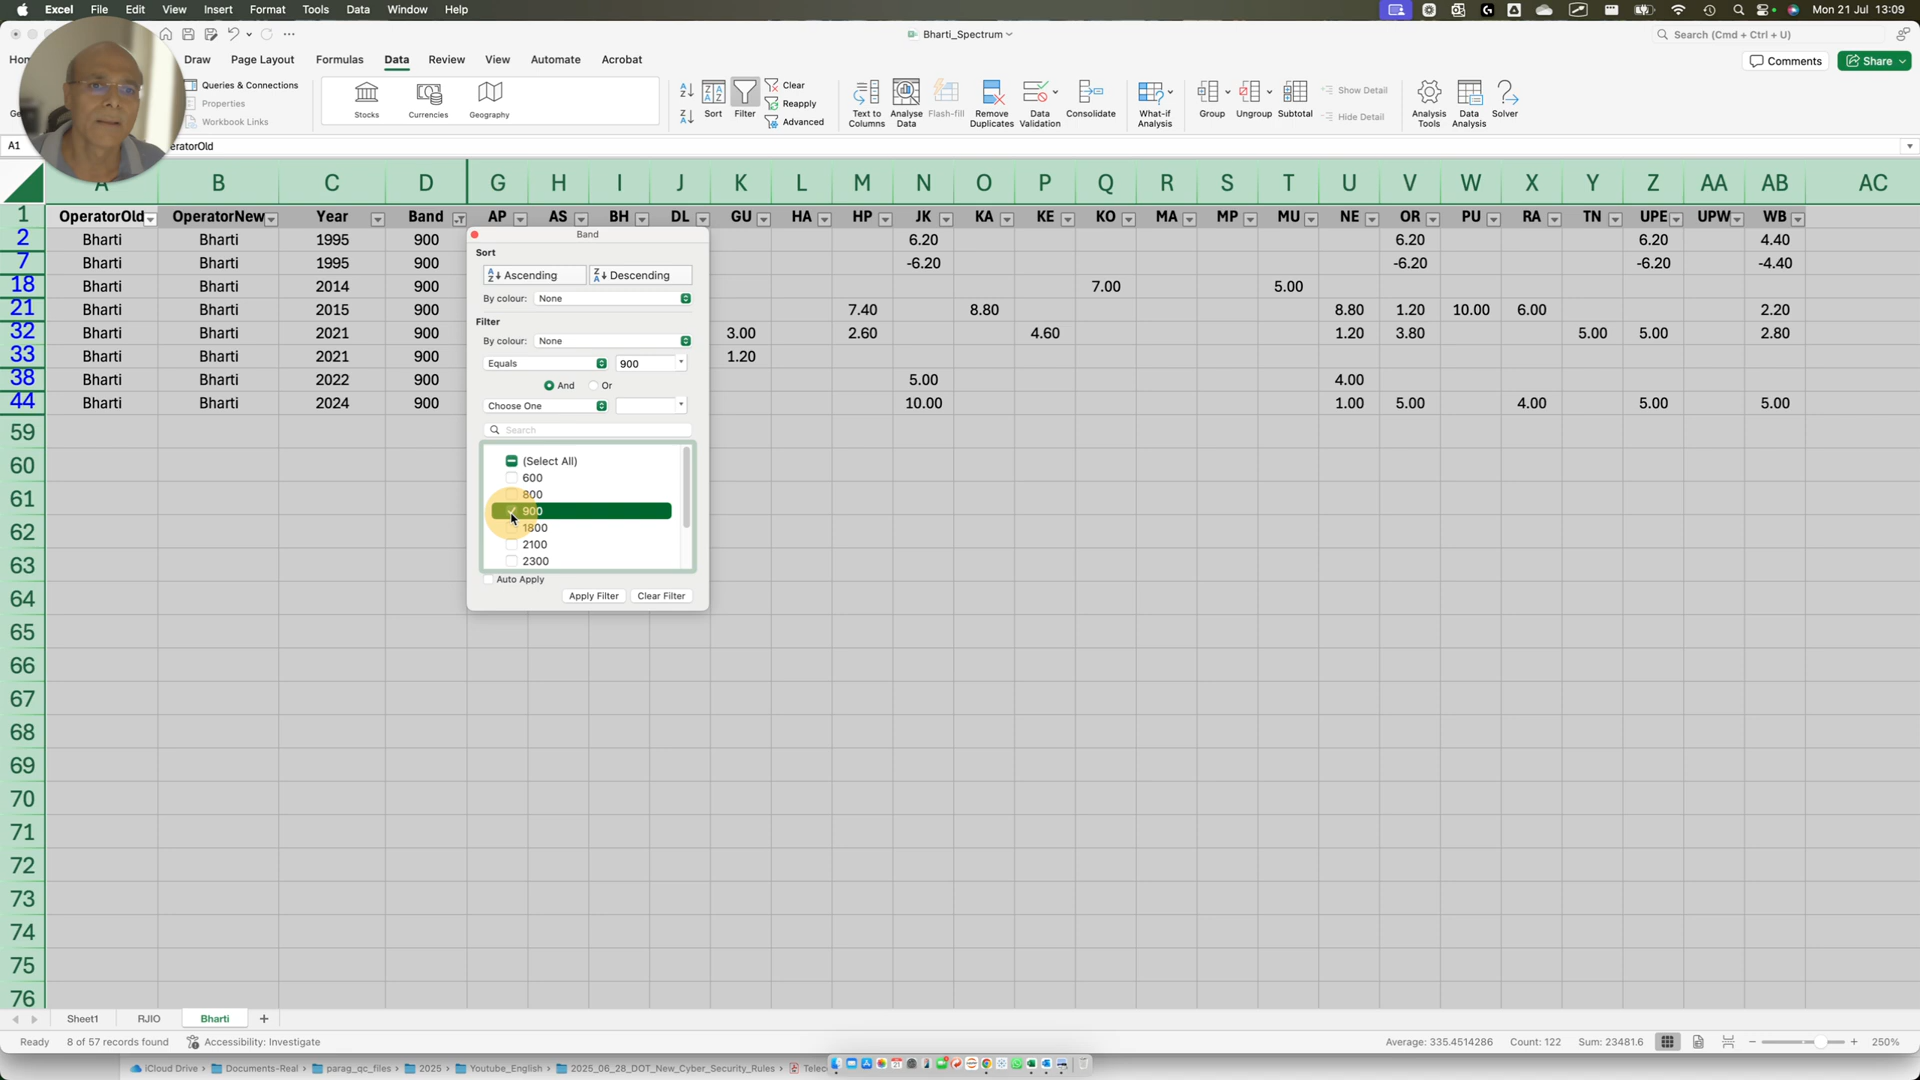 Excel File Edit View Insert Format Tools Data Window Help Mon 21 Jul 13:09
Bharti_Spectrum Search (Cmd + Ctrl + U)
Draw Page Layout Formulas Data Review View Automate Acrobat Comments Share
Queries & Connections
Properties
Workbook Links
Stocks Currencies Geography
Sort Filter
Clear
Reapply
Advanced
Text to Columns Analyse Data Flash-fill Remove Duplicates Data Validation Consolidate What-if Analysis Group Ungroup Subtotal
Show Detail
Hide Detail
Analysis Tools Data Analysis Solver
A1 eratorOld
A B C D G H I J K L M N O P Q R S T U V W X Y Z AA AB AC
1 OperatorOld OperatorNew Year Band AP AS BH DL GU HA HP JK KA KE KO MA MP MU NE OR PU RA TN UPE UPW WB
2 Bharti Bharti 1995 900 6.20 6.20 6.20 4.40
7 Bharti Bharti 1995 900 -6.20 -6.20 -6.20 -4.40
18 Bharti Bharti 2014 900 7.00 5.00
21 Bharti Bharti 2015 900 7.40 8.80 8.80 1.20 10.00 6.00 2.20
32 Bharti Bharti 2021 900 3.00 2.60 4.60 1.20 3.80 5.00 5.00 2.80
33 Bharti Bharti 2021 900 1.20
38 Bharti Bharti 2022 900 5.00 4.00
44 Bharti Bharti 2024 900 10.00 1.00 5.00 4.00 5.00 5.00
59
60
61
62
63
64
65
66
67
68
69
70
71
72
73
74
75
76
Band
Sort
Ascending Descending
By colour: None
Filter
By colour: None
Equals 900
And Or
Choose One
Search
(Select All)
600
800
900
1800
2100
2300
Auto Apply
Apply Filter Clear Filter
Sheet1 RJIO Bharti
Ready 8 of 57 records found Accessibility: Investigate Average: 335.4514286 Count: 122 Sum: 23481.6 250%
iCloud Drive Documents-Real parag_qc_files 2025 Youtube_English 2025_06_28_DOT_New_Cyber_Security_Rules